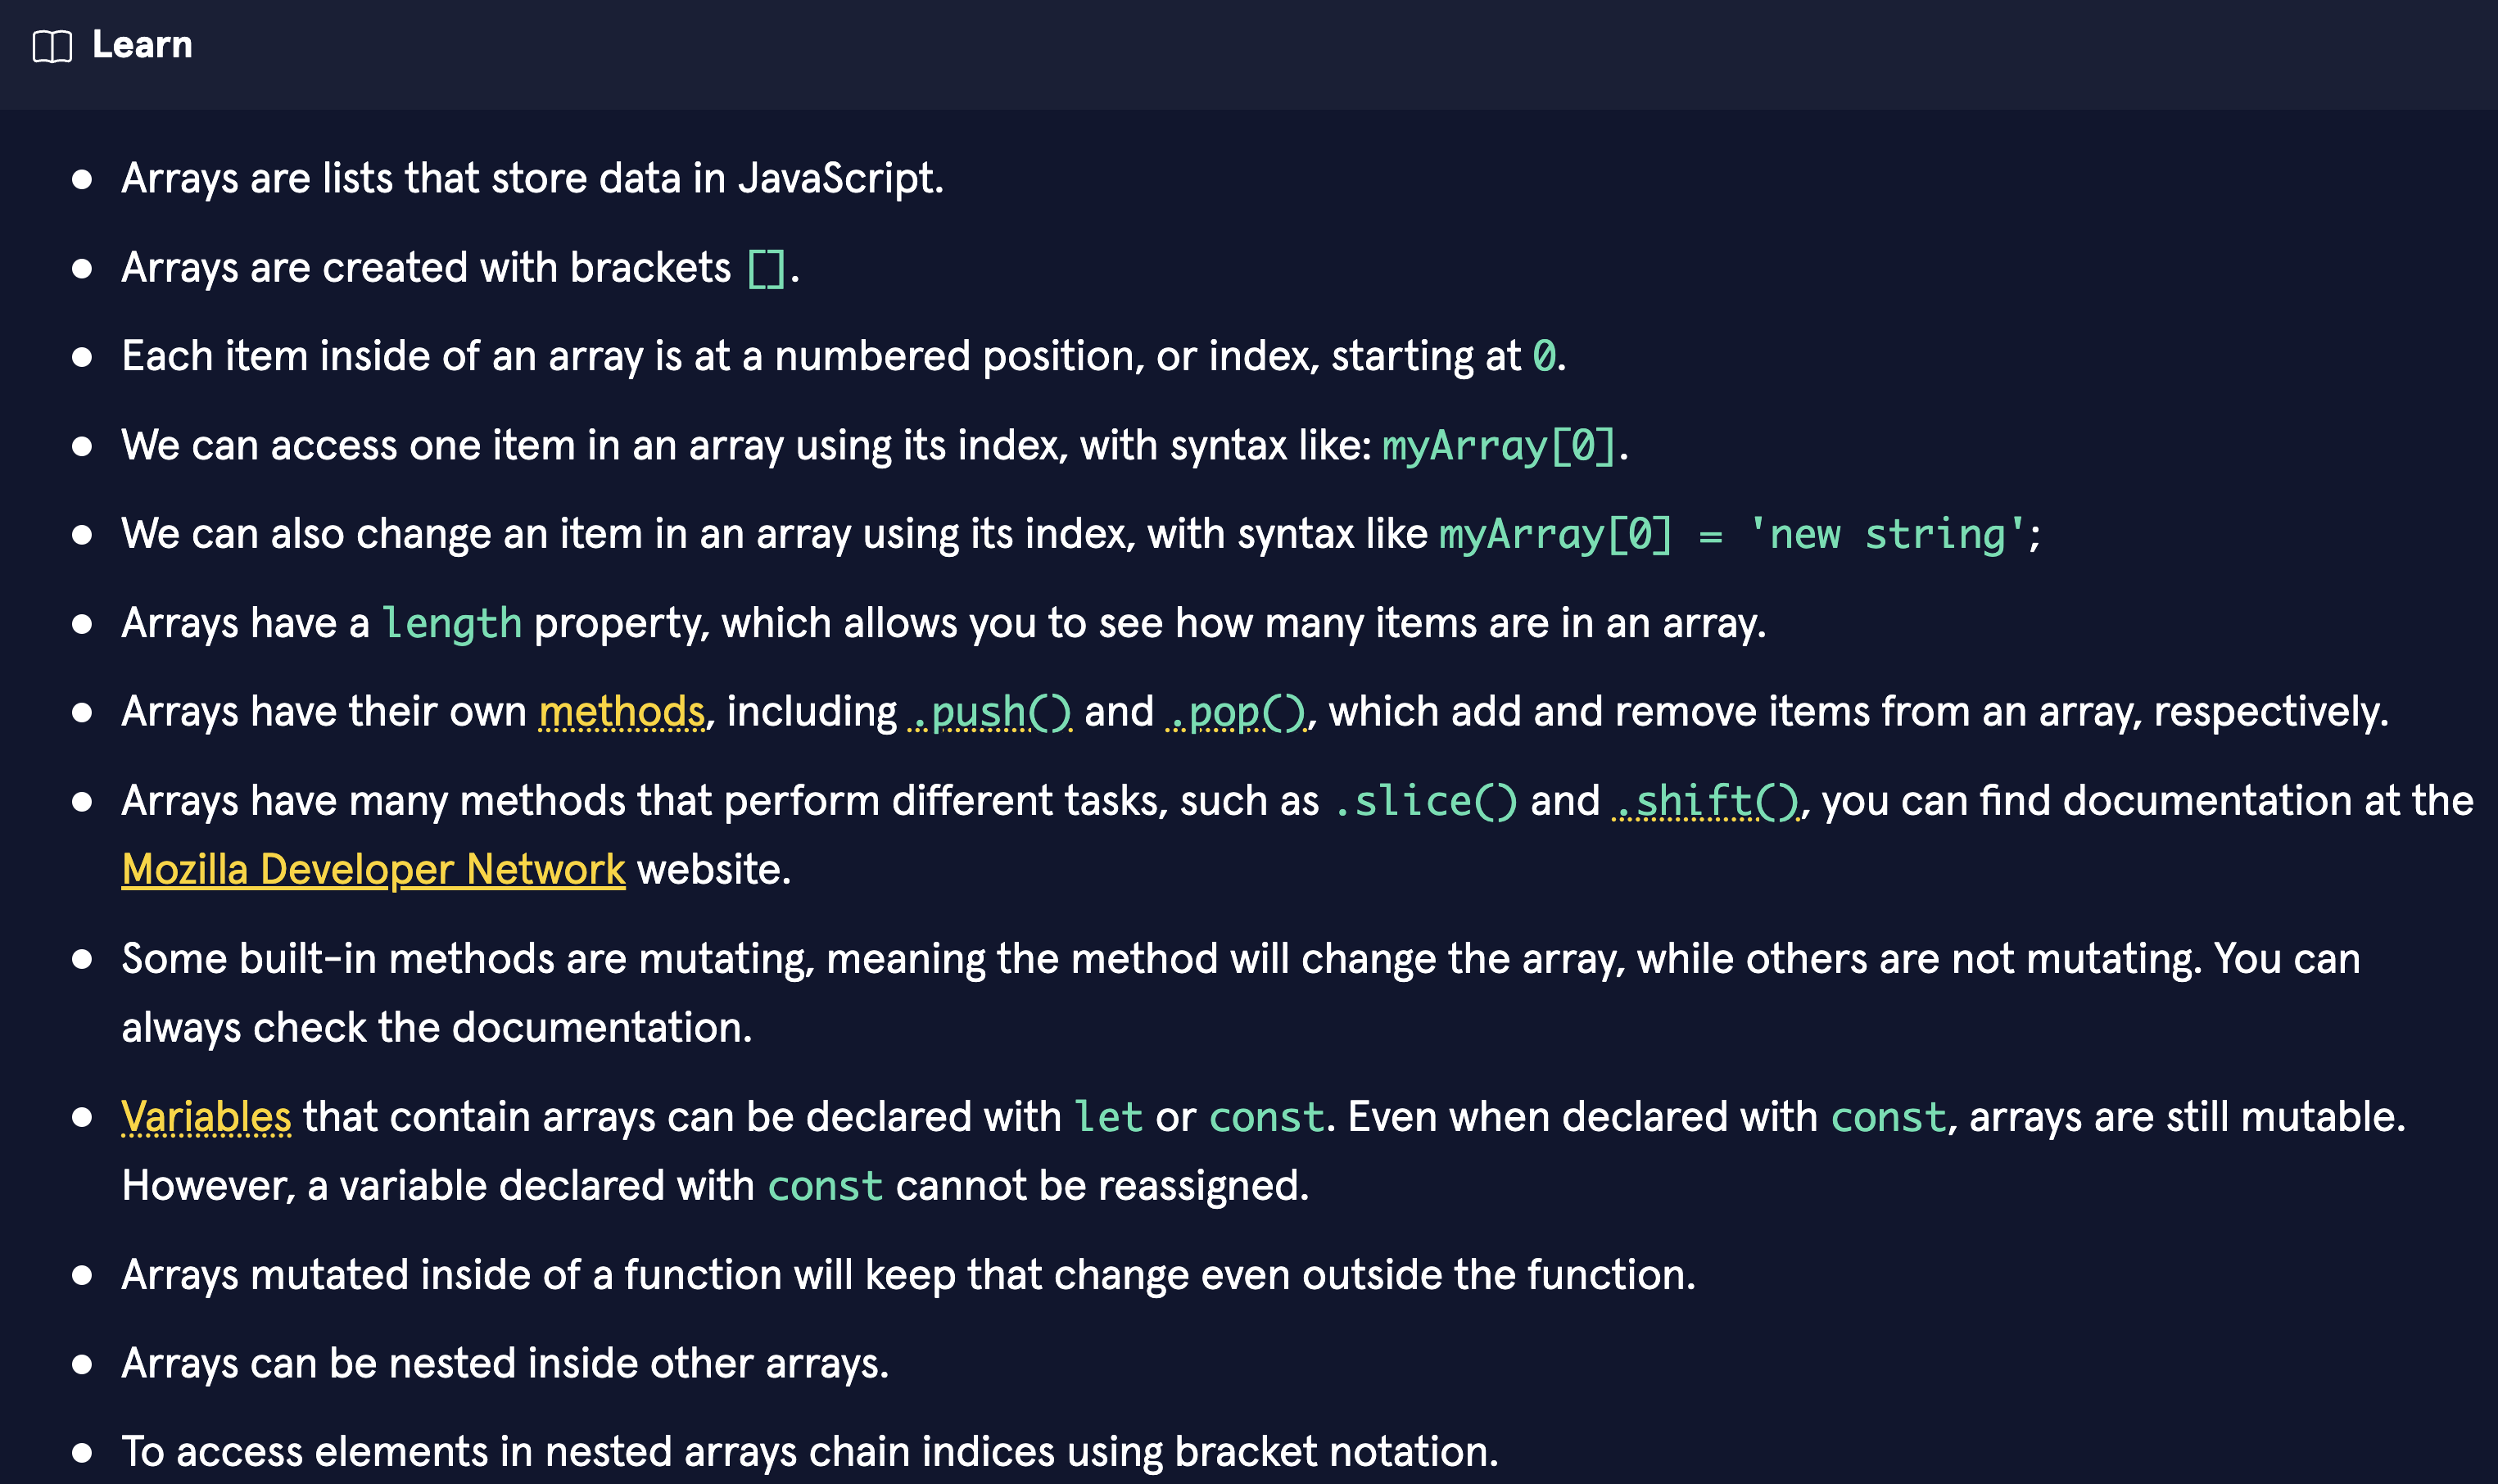 Learn
• Arrays are lists that store data in JavaScript.
• Arrays are created with brackets [].
• Each item inside of an array is at a numbered position, or index, starting at 0.
• We can access one item in an array using its index, with syntax like: myArray[0].
• We can also change an item in an array using its index, with syntax like myArray[0] = 'new string';
• Arrays have a length property, which allows you to see how many items are in an array.
• Arrays have their own methods, including .push() and .pop(), which add and remove items from an array, respectively.
• Arrays have many methods that perform different tasks, such as .slice() and .shift(), you can find documentation at the
Mozilla Developer Network website.
• Some built-in methods are mutating, meaning the method will change the array, while others are not mutating. You can
always check the documentation.
• Variables that contain arrays can be declared with let or const. Even when declared with const, arrays are still mutable.
However, a variable declared with const cannot be reassigned.
• Arrays mutated inside of a function will keep that change even outside the function.
• Arrays can be nested inside other arrays.
• To access elements in nested arrays chain indices using bracket notation.